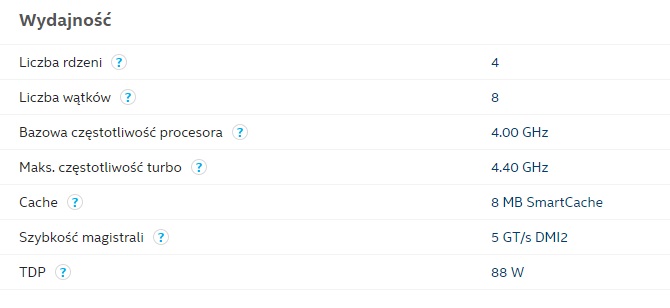 Wydajność
Liczba rdzeni ? 4
Liczba wątków ? 8
Bazowa częstotliwość procesora ? 4.00 GHz
Maks. częstotliwość turbo ? 4.40 GHz
Cache ? 8 MB SmartCache
Szybkość magistrali ? 5 GT/s DMI2
TDP ? 88 W